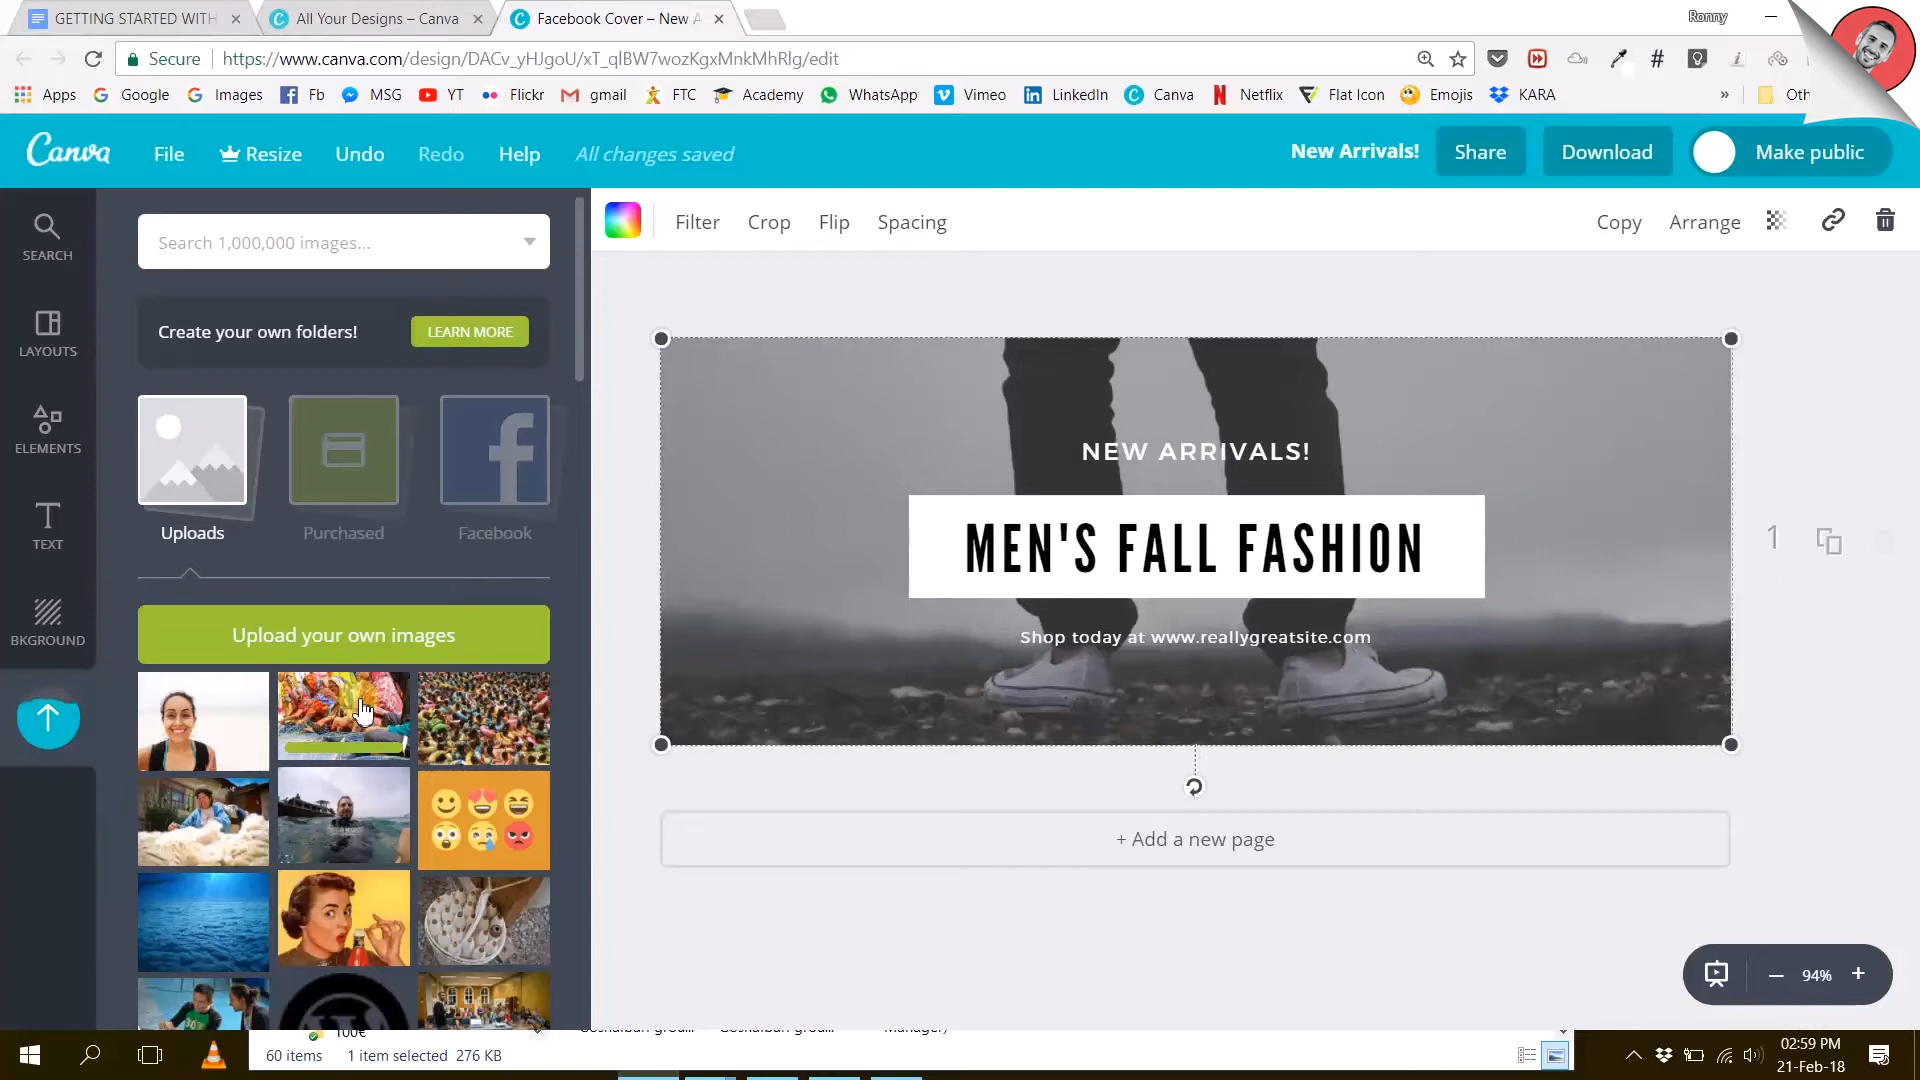 GETTING STARTED WITH
All Your Designs – Canva
Facebook Cover – New A
Ronny
Secure
https://www.canva.com/design/DACv_yHJgoU/xT_qlBW7wozKgxMnkMhRlg/edit
Apps Google Images Fb MSG YT Flickr gmail FTC Academy WhatsApp Vimeo LinkedIn Canva Netflix Flat Icon Emojis KARA » Oth
Canva File Resize Undo Redo Help All changes saved New Arrivals! Share Download Make public
Filter Crop Flip Spacing Copy Arrange
SEARCH
LAYOUTS
ELEMENTS
TEXT
BKGROUND
Search 1,000,000 images...
Create your own folders! LEARN MORE
Uploads Purchased Facebook
Upload your own images
NEW ARRIVALS!
MEN'S FALL FASHION
Shop today at www.reallygreatsite.com
1
+ Add a new page
94%
100€
60 items 1 item selected 276 KB
02:59 PM
21-Feb-18